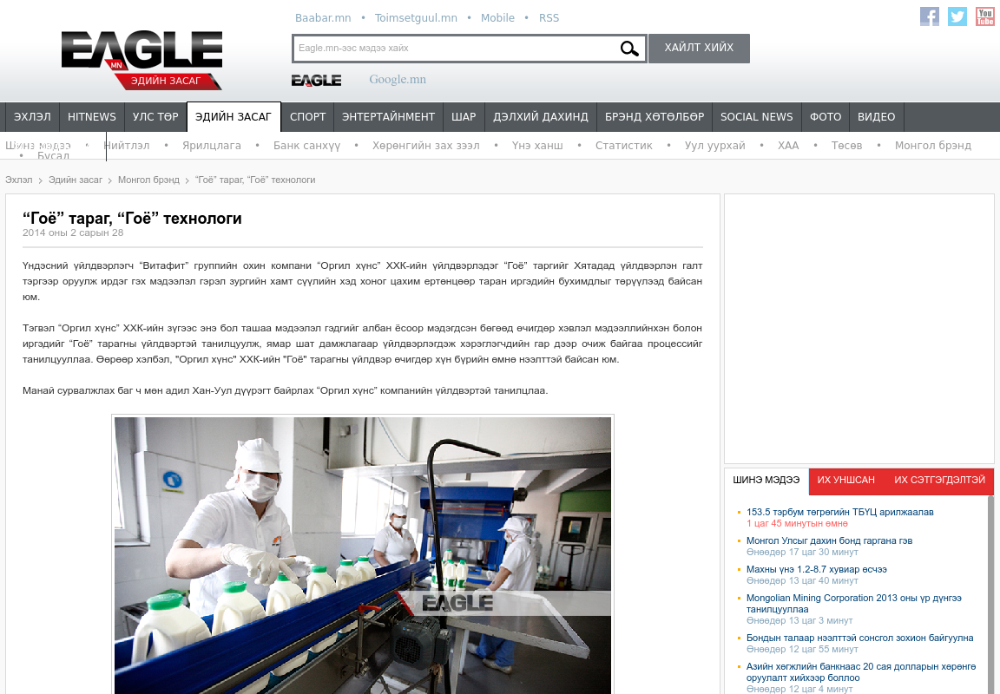 Baabar.mn • Toimsetguul.mn • Mobile • RSS
You Tube
EAGLE
MN
ЭДИЙН ЗАСАГ
Eagle.mn-ээс мэдээ хайх
ХАЙЛТ ХИЙХ
EAGLE Google.mn
ЭХЛЭЛ HITNEWS УЛС ТӨР ЭДИЙН ЗАСАГ СПОРТ ЭНТЕРТАЙНМЕНТ ШАР ДЭЛХИЙ ДАХИНД БРЭНД ХӨТӨЛБӨР SOCIAL NEWS ФОТО ВИДЕО
Шинэ мэдээ • Нийтлэл • Ярилцлага • Банк санхүү • Хөрөнгийн зах зээл • Үнэ ханш • Статистик • Уул уурхай • ХАА • Төсөв • Монгол брэнд
• Бусад
Эхлэл › Эдийн засаг › Монгол брэнд › “Гоё” тараг, “Гоё” технологи
“Гоё” тараг, “Гоё” технологи
2014 оны 2 сарын 28
Үндэсний үйлдвэрлэгч “Витафит” группийн охин компани “Оргил хүнс” ХХК-ийн үйлдвэрлэдэг “Гоё” таргийг Хятадад үйлдвэрлэн галт
тэргээр оруулж ирдэг гэх мэдээлэл гэрэл зургийн хамт сүүлийн хэд хоног цахим ертөнцөөр таран иргэдийн бухимдлыг төрүүлээд байсан
юм.
Тэгвэл “Оргил хүнс” ХХК-ийн зүгээс энэ бол ташаа мэдээлэл гэдгийг албан ёсоор мэдэгдсэн бөгөөд өчигдөр хэвлэл мэдээллийнхэн болон
иргэдийг “Гоё” тарагны үйлдвэртэй танилцуулж, ямар шат дамжлагаар үйлдвэрлэгдэж хэрэглэгчдийн гар дээр очиж байгаа процессийг
танилцууллаа. Өөрөөр хэлбэл, "Оргил хүнс" ХХК-ийн "Гоё" тарагны үйлдвэр өчигдөр хүн бүрийн өмнө нээлттэй байсан юм.
Манай сурвалжлах баг ч мөн адил Хан-Уул дүүрэгт байрлах “Оргил хүнс” компанийн үйлдвэртэй танилцлаа.
EAGLE
ШИНЭ МЭДЭЭ ИХ УНШСАН ИХ СЭТГЭГДЭЛТЭЙ
153.5 тэрбум төгрөгийн ТБҮЦ арилжаалав
1 цаг 45 минутын өмнө
Монгол Улсыг дахин бонд гаргана гэв
Өнөөдөр 17 цаг 30 минут
Махны үнэ 1.2-8.7 хувиар өсчээ
Өнөөдөр 13 цаг 40 минут
Mongolian Mining Corporation 2013 оны үр дүнгээ
танилцууллаа
Өнөөдөр 13 цаг 3 минут
Бондын талаар нээлттэй сонсгол зохион байгуулна
Өнөөдөр 12 цаг 55 минут
Азийн хөгжлийн банкнаас 20 сая долларын хөрөнгө
оруулалт хийхээр боллоо
Өнөөдөр 12 цаг 4 минут